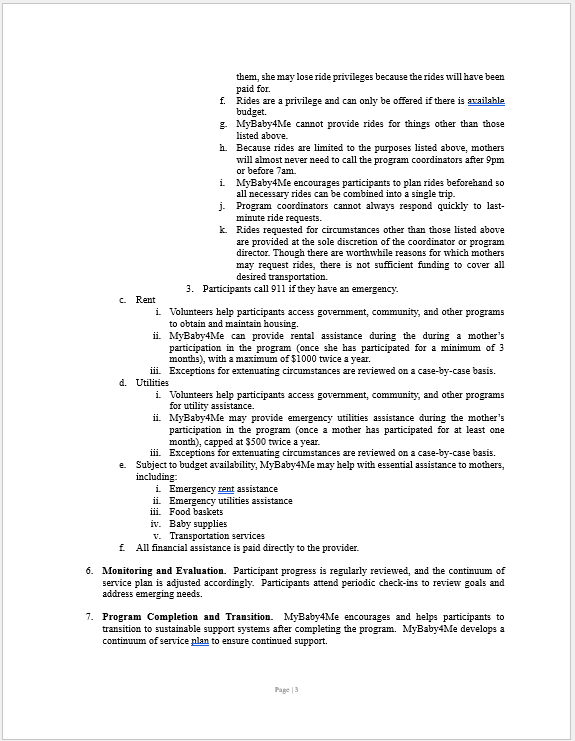 them, she may lose ride privileges because the rides will have been
paid for.
f. Rides are a privilege and can only be offered if there is available
budget.
g. MyBaby4Me cannot provide rides for things other than those
listed above.
h. Because rides are limited to the purposes listed above, mothers
will almost never need to call the program coordinators after 9pm
or before 7am.
i. MyBaby4Me encourages participants to plan rides beforehand so
all necessary rides can be combined into a single trip.
j. Program coordinators cannot always respond quickly to last-
minute ride requests.
k. Rides requested for circumstances other than those listed above
are provided at the sole discretion of the coordinator or program
director. Though there are worthwhile reasons for which mothers
may request rides, there is not sufficient funding to cover all
desired transportation.
3. Participants call 911 if they have an emergency.
c. Rent
i. Volunteers help participants access government, community, and other programs
to obtain and maintain housing.
ii. MyBaby4Me can provide rental assistance during the during a mother's
participation in the program (once she has participated for a minimum of 3
months), with a maximum of $1000 twice a year.
iii. Exceptions for extenuating circumstances are reviewed on a case-by-case basis.
d. Utilities
i. Volunteers help participants access government, community, and other programs
for utility assistance.
ii. MyBaby4Me may provide emergency utilities assistance during the mother's
participation in the program (once a mother has participated for at least one
month), capped at $500 twice a year.
iii. Exceptions for extenuating circumstances are reviewed on a case-by-case basis.
e. Subject to budget availability, MyBaby4Me may help with essential assistance to mothers,
including:
i. Emergency rent assistance
ii. Emergency utilities assistance
iii. Food baskets
iv. Baby supplies
v. Transportation services
f. All financial assistance is paid directly to the provider.
6. Monitoring and Evaluation. Participant progress is regularly reviewed, and the continuum of
service plan is adjusted accordingly. Participants attend periodic check-ins to review goals and
address emerging needs.
7. Program Completion and Transition. MyBaby4Me encourages and helps participants to
transition to sustainable support systems after completing the program. MyBaby4Me develops a
continuum of service plan to ensure continued support.
Page | 3